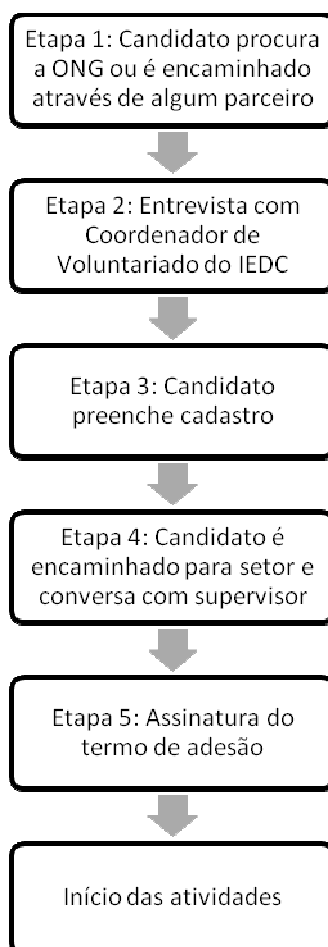 Etapa 1: Candidato procura
a ONG ou é encaminhado
através de algum parceiro
Etapa 2: Entrevista com
Coordenador de
Voluntariado do IEDC
Etapa 3: Candidato
preenche cadastro
Etapa 4: Candidato é
encaminhado para setor e
conversa com supervisor
Etapa 5: Assinatura do
termo de adesão
Início das atividades